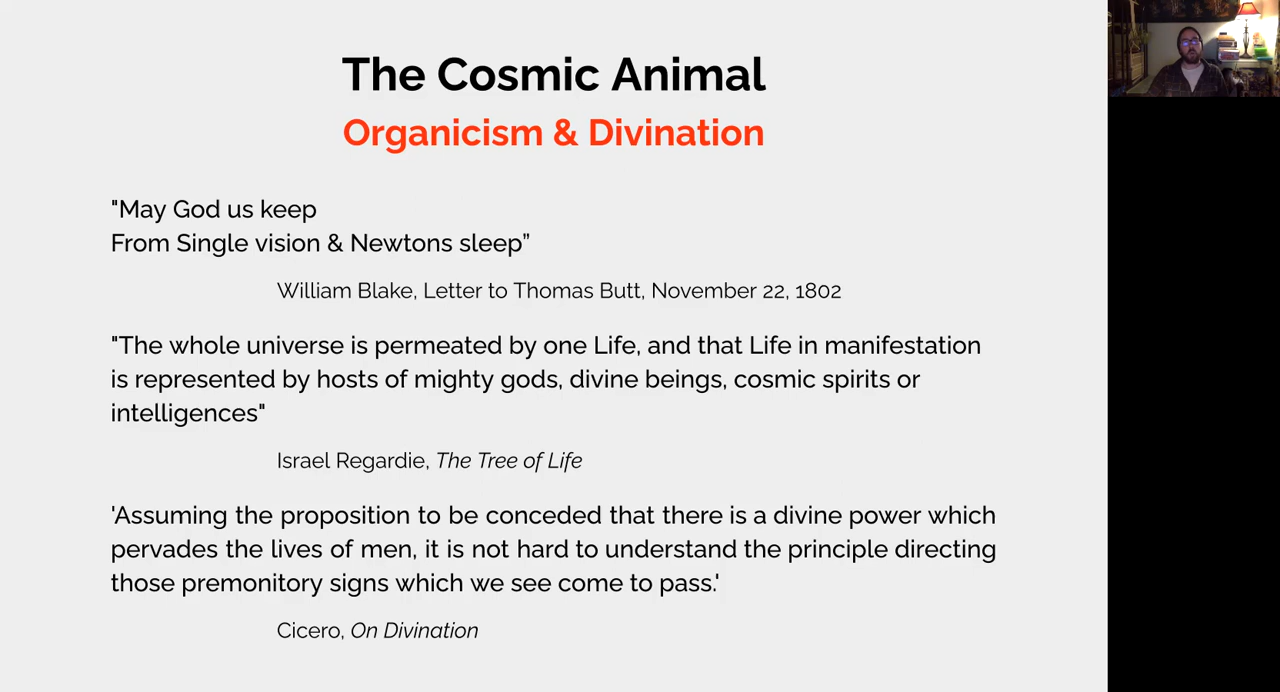 The Cosmic Animal
Organicism & Divination
"May God us keep
From Single vision & Newtons sleep”
William Blake, Letter to Thomas Butt, November 22, 1802
"The whole universe is permeated by one Life, and that Life in manifestation
is represented by hosts of mighty gods, divine beings, cosmic spirits or
intelligences"
Israel Regardie, The Tree of Life
'Assuming the proposition to be conceded that there is a divine power which
pervades the lives of men, it is not hard to understand the principle directing
those premonitory signs which we see come to pass.'
Cicero, On Divination